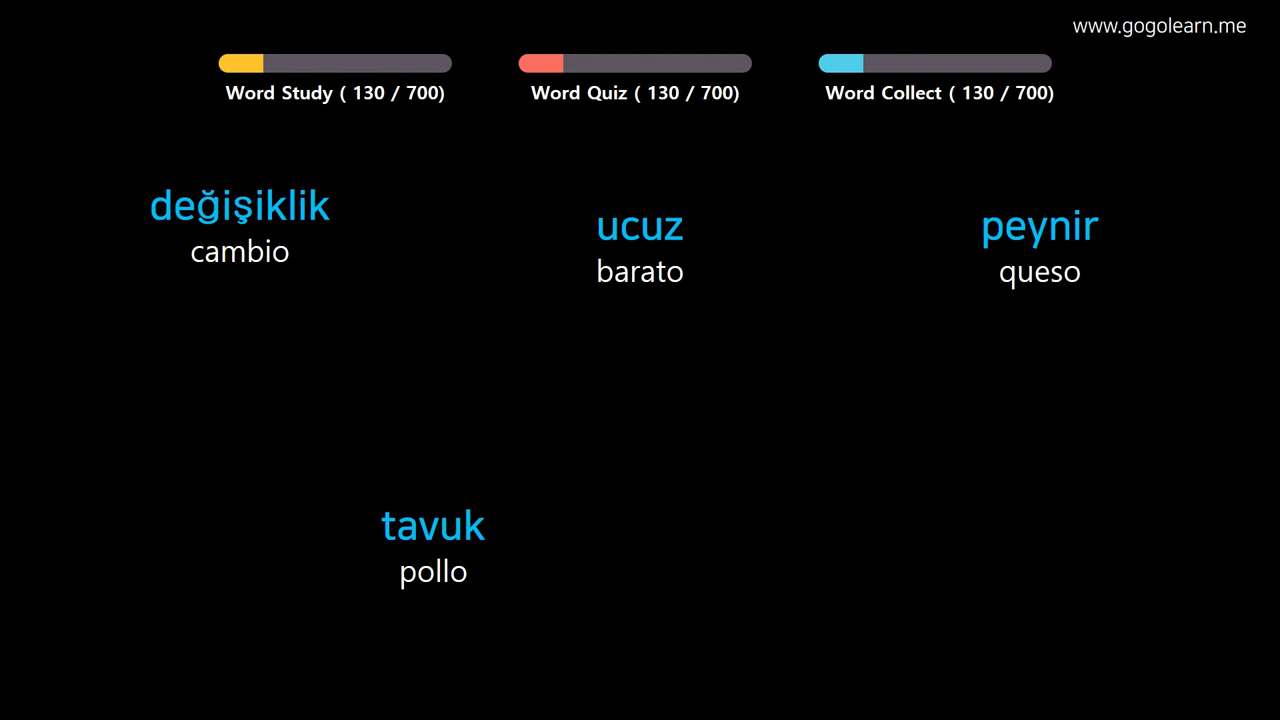 www.gogolearn.me
Word Study ( 130 / 700)
Word Quiz ( 130 / 700)
Word Collect ( 130 / 700)
değişiklik
cambio
ucuz
barato
peynir
queso
tavuk
pollo